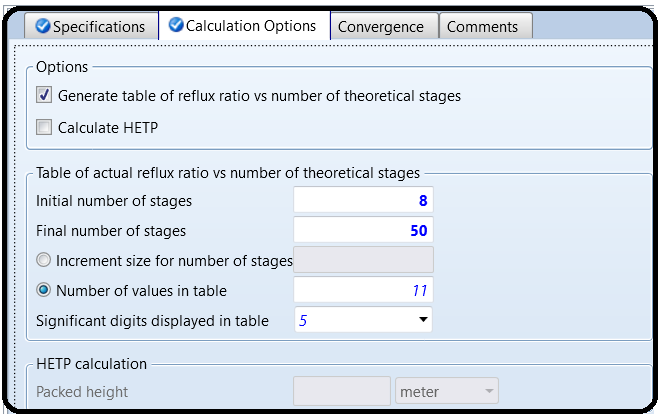 Specifications Calculation Options Convergence Comments
Options
Generate table of reflux ratio vs number of theoretical stages
Calculate HETP
Table of actual reflux ratio vs number of theoretical stages
Initial number of stages 8
Final number of stages 50
Increment size for number of stages
Number of values in table 11
Significant digits displayed in table 5
HETP calculation
Packed height meter